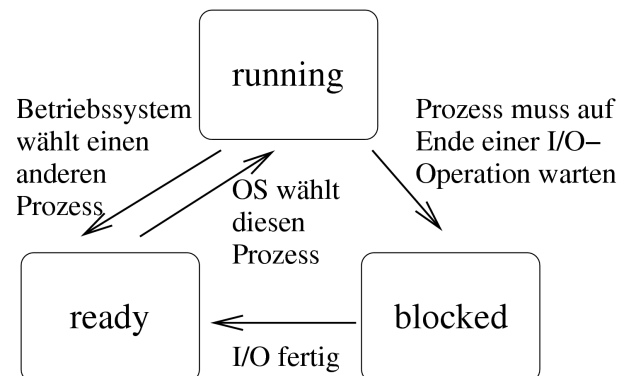 running
Betriebssystem
wählt einen
anderen
Prozess
Prozess muss auf
Ende einer I/O–
Operation warten
OS wählt
diesen
Prozess
ready
blocked
I/O fertig